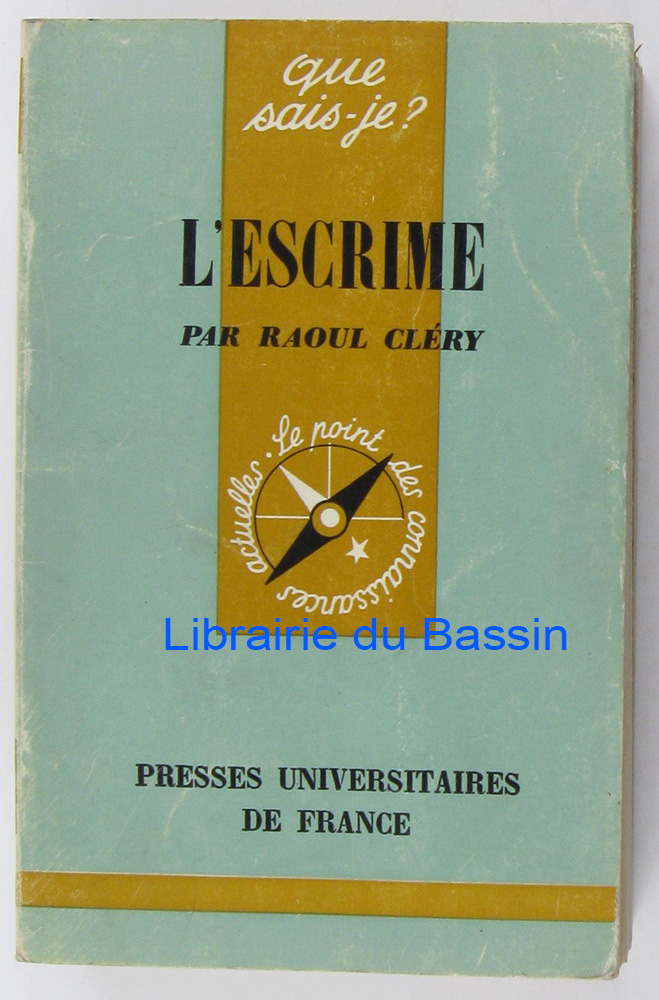 que
sais-je?
L'ESCRIME
PAR RAOUL CLÉRY
Le point des connaissances actuelles.
Librairie du Bassin
PRESSES UNIVERSITAIRES
DE FRANCE